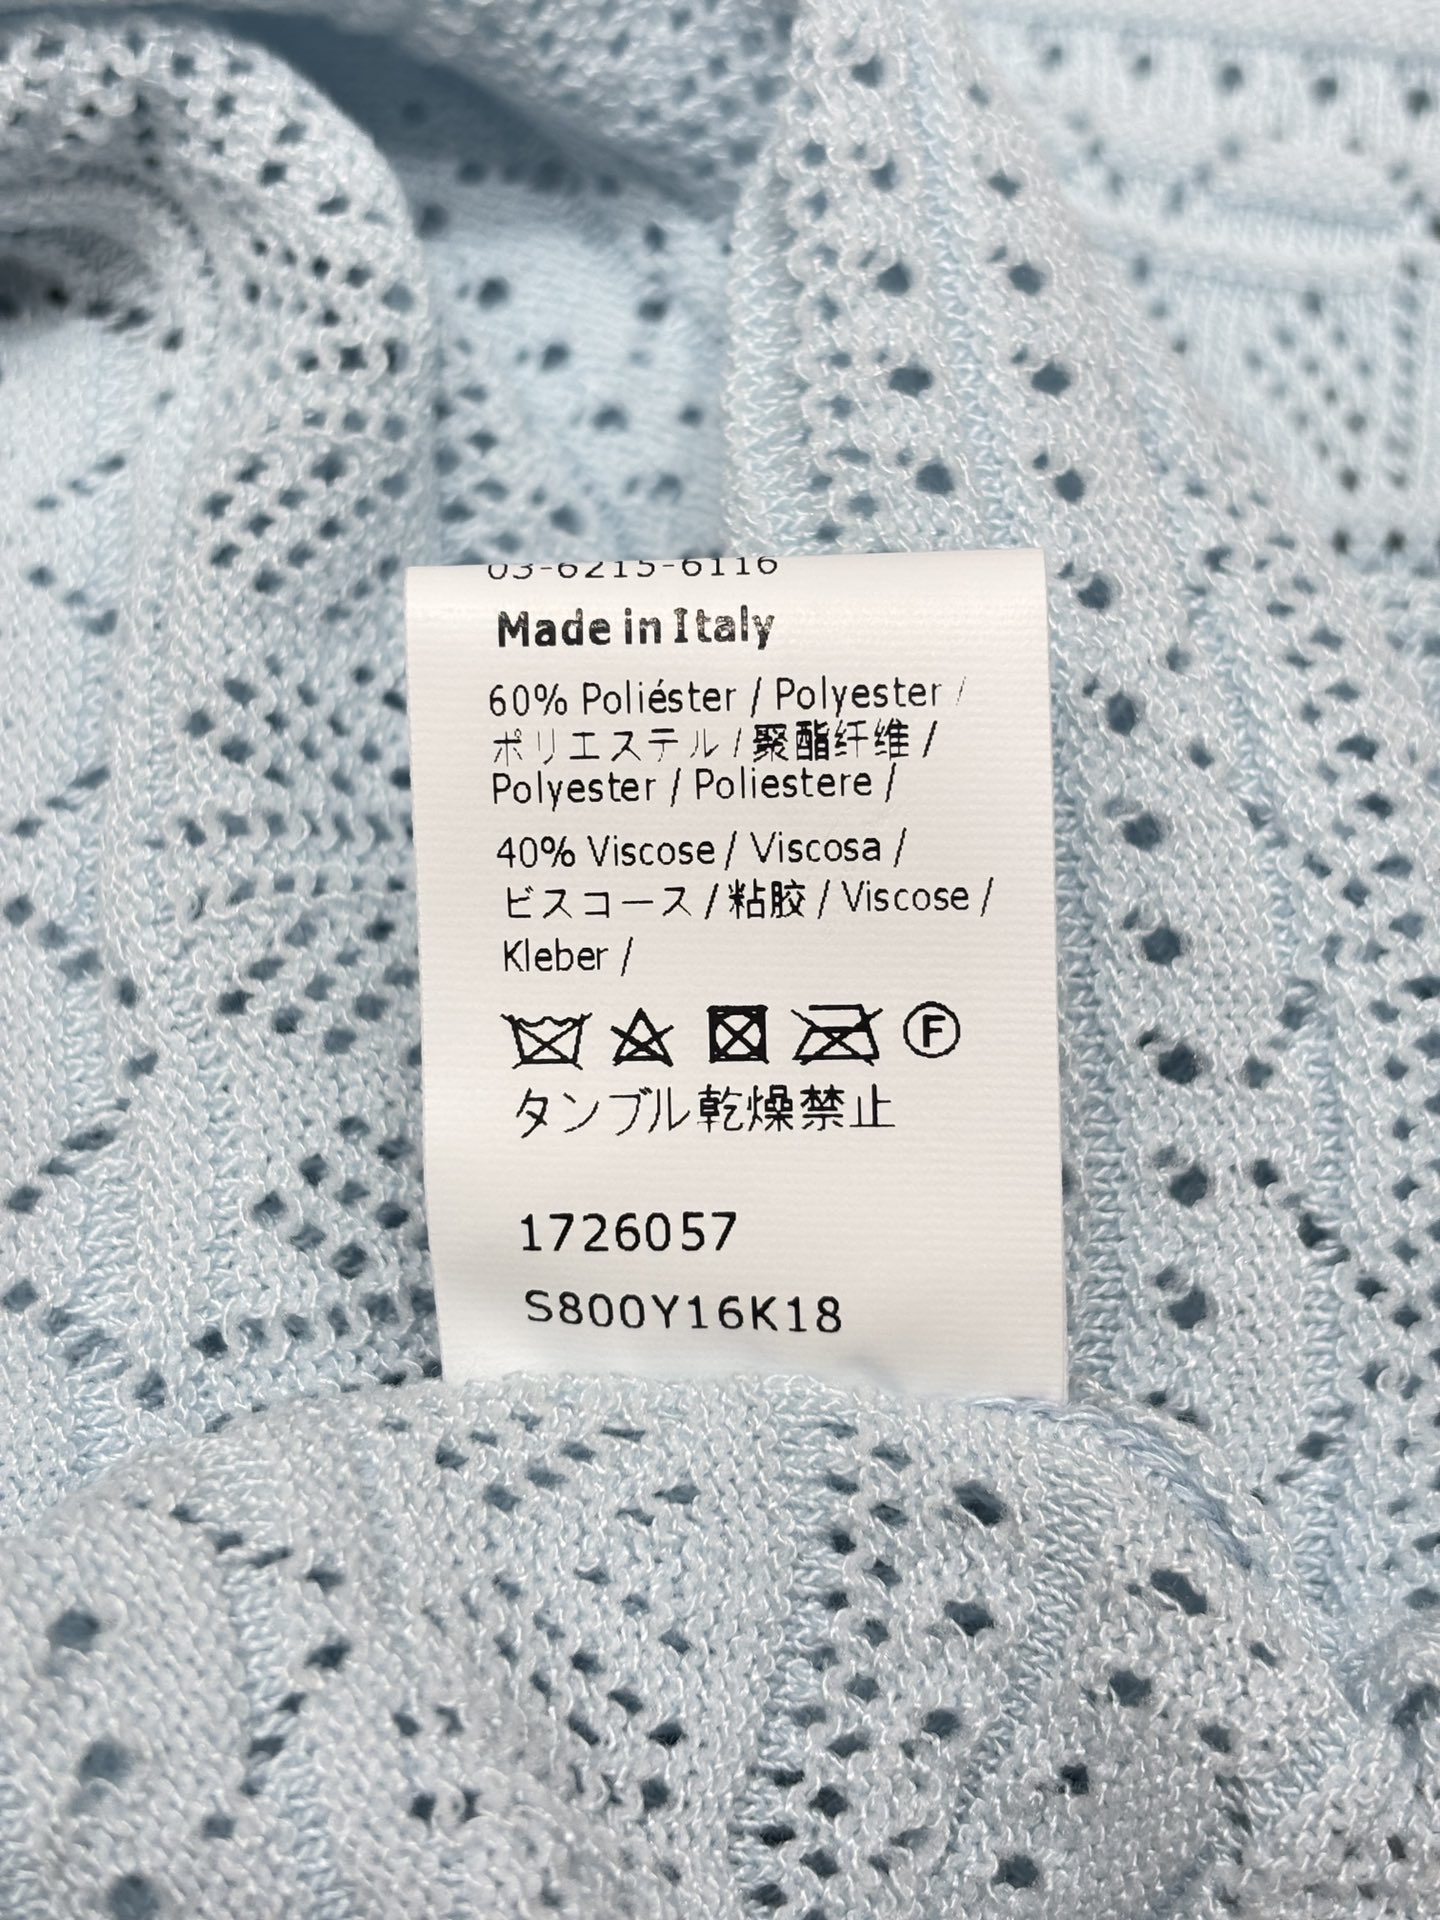 03-6215-6116
Made in Italy
60% Poliéster / Polyester /
ポリエステル / 聚酯纤维 /
Polyester / Poliestere /
40% Viscose / Viscosa /
ビスコース / 粘胶 / Viscose /
Kleber /
F
タンブル乾燥禁止
1726057
S800Y16K18